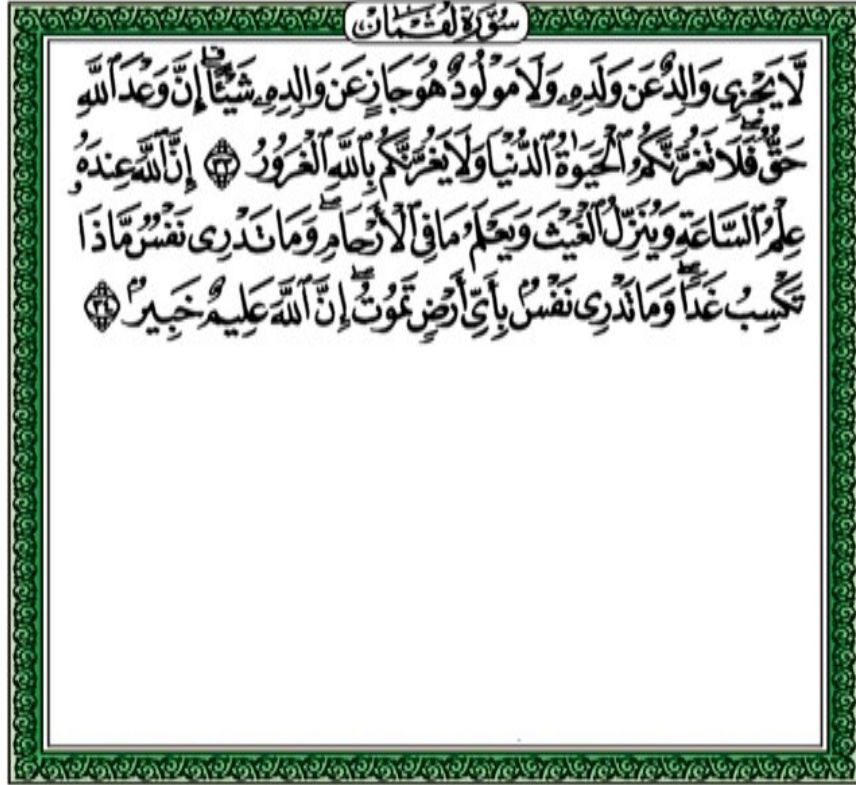 سُورَةُ لُقْمَان
لَّا يَجْزِى وَالِدٌ عَن وَلَدِهِۦ وَلَا مَوْلُودٌ هُوَ جَازٍ عَن وَالِدِهِۦ شَيْـًٔا ۚ إِنَّ وَعْدَ ٱللَّهِ
حَقٌّ ۖ فَلَا تَغُرَّنَّكُمُ ٱلْحَيَوٰةُ ٱلدُّنْيَا وَلَا يَغُرَّنَّكُم بِٱللَّهِ ٱلْغَرُورُ ﴿٣٣﴾ إِنَّ ٱللَّهَ عِندَهُۥ
عِلْمُ ٱلسَّاعَةِ وَيُنَزِّلُ ٱلْغَيْثَ وَيَعْلَمُ مَا فِى ٱلْأَرْحَامِ ۖ وَمَا تَدْرِى نَفْسٌ مَّاذَا
تَكْسِبُ غَدًا ۖ وَمَا تَدْرِى نَفْسٌۢ بِأَىِّ أَرْضٍ تَمُوتُ ۚ إِنَّ ٱللَّهَ عَلِيمٌ خَبِيرٌۢ ﴿٣٤﴾